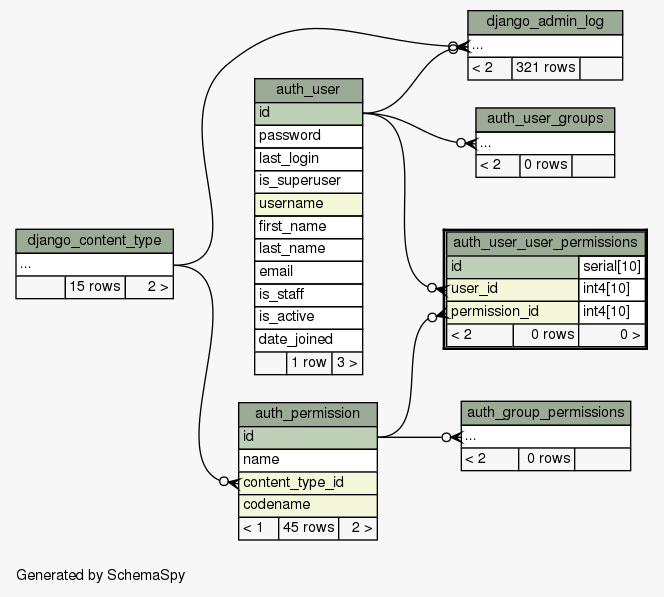 django_admin_log
...
< 2 321 rows
auth_user
id
password
last_login
is_superuser
username
first_name
last_name
email
is_staff
is_active
date_joined
1 row 3 >
auth_user_groups
...
< 2 0 rows
django_content_type
...
15 rows 2 >
auth_user_user_permissions
id serial[10]
user_id int4[10]
permission_id int4[10]
< 2 0 rows 0 >
auth_permission
id
name
content_type_id
codename
< 1 45 rows 2 >
auth_group_permissions
...
< 2 0 rows
Generated by SchemaSpy